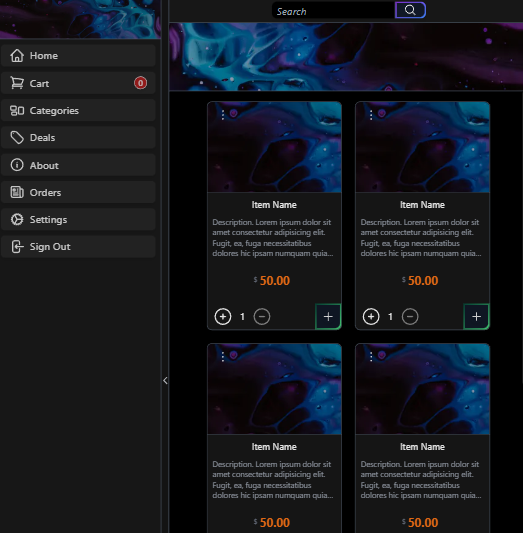 Search
Home
Cart
0
Categories
Deals
About
Orders
Settings
Sign Out
Item Name
Description. Lorem ipsum dolor sit
amet consectetur adipisicing elit.
Fugit, ea, fuga necessitatibus
dolores hic ipsam numquam quia...
$ 50.00
1
Item Name
Description. Lorem ipsum dolor sit
amet consectetur adipisicing elit.
Fugit, ea, fuga necessitatibus
dolores hic ipsam numquam quia...
$ 50.00
1
Item Name
Description. Lorem ipsum dolor sit
amet consectetur adipisicing elit.
Fugit, ea, fuga necessitatibus
dolores hic ipsam numquam quia...
$ 50.00
Item Name
Description. Lorem ipsum dolor sit
amet consectetur adipisicing elit.
Fugit, ea, fuga necessitatibus
dolores hic ipsam numquam quia...
$ 50.00